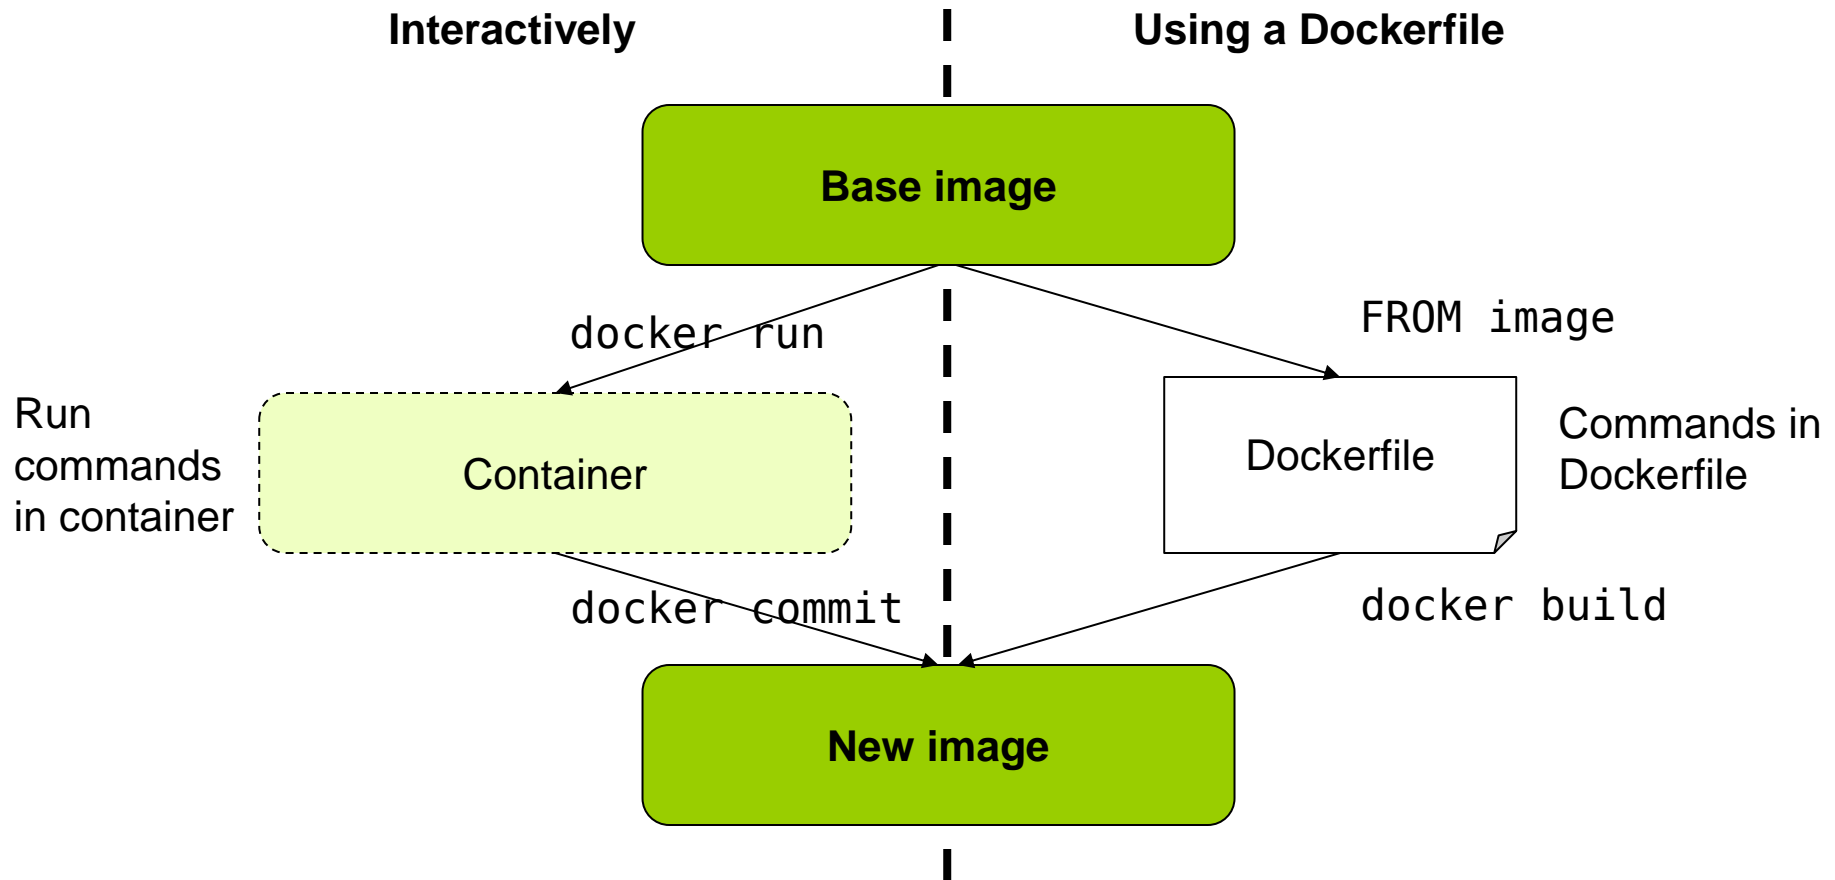 Interactively
Using a Dockerfile
Base image
docker run
FROM image
Run
commands
in container
Container
Dockerfile
Commands in
Dockerfile
docker commit
docker build
New image